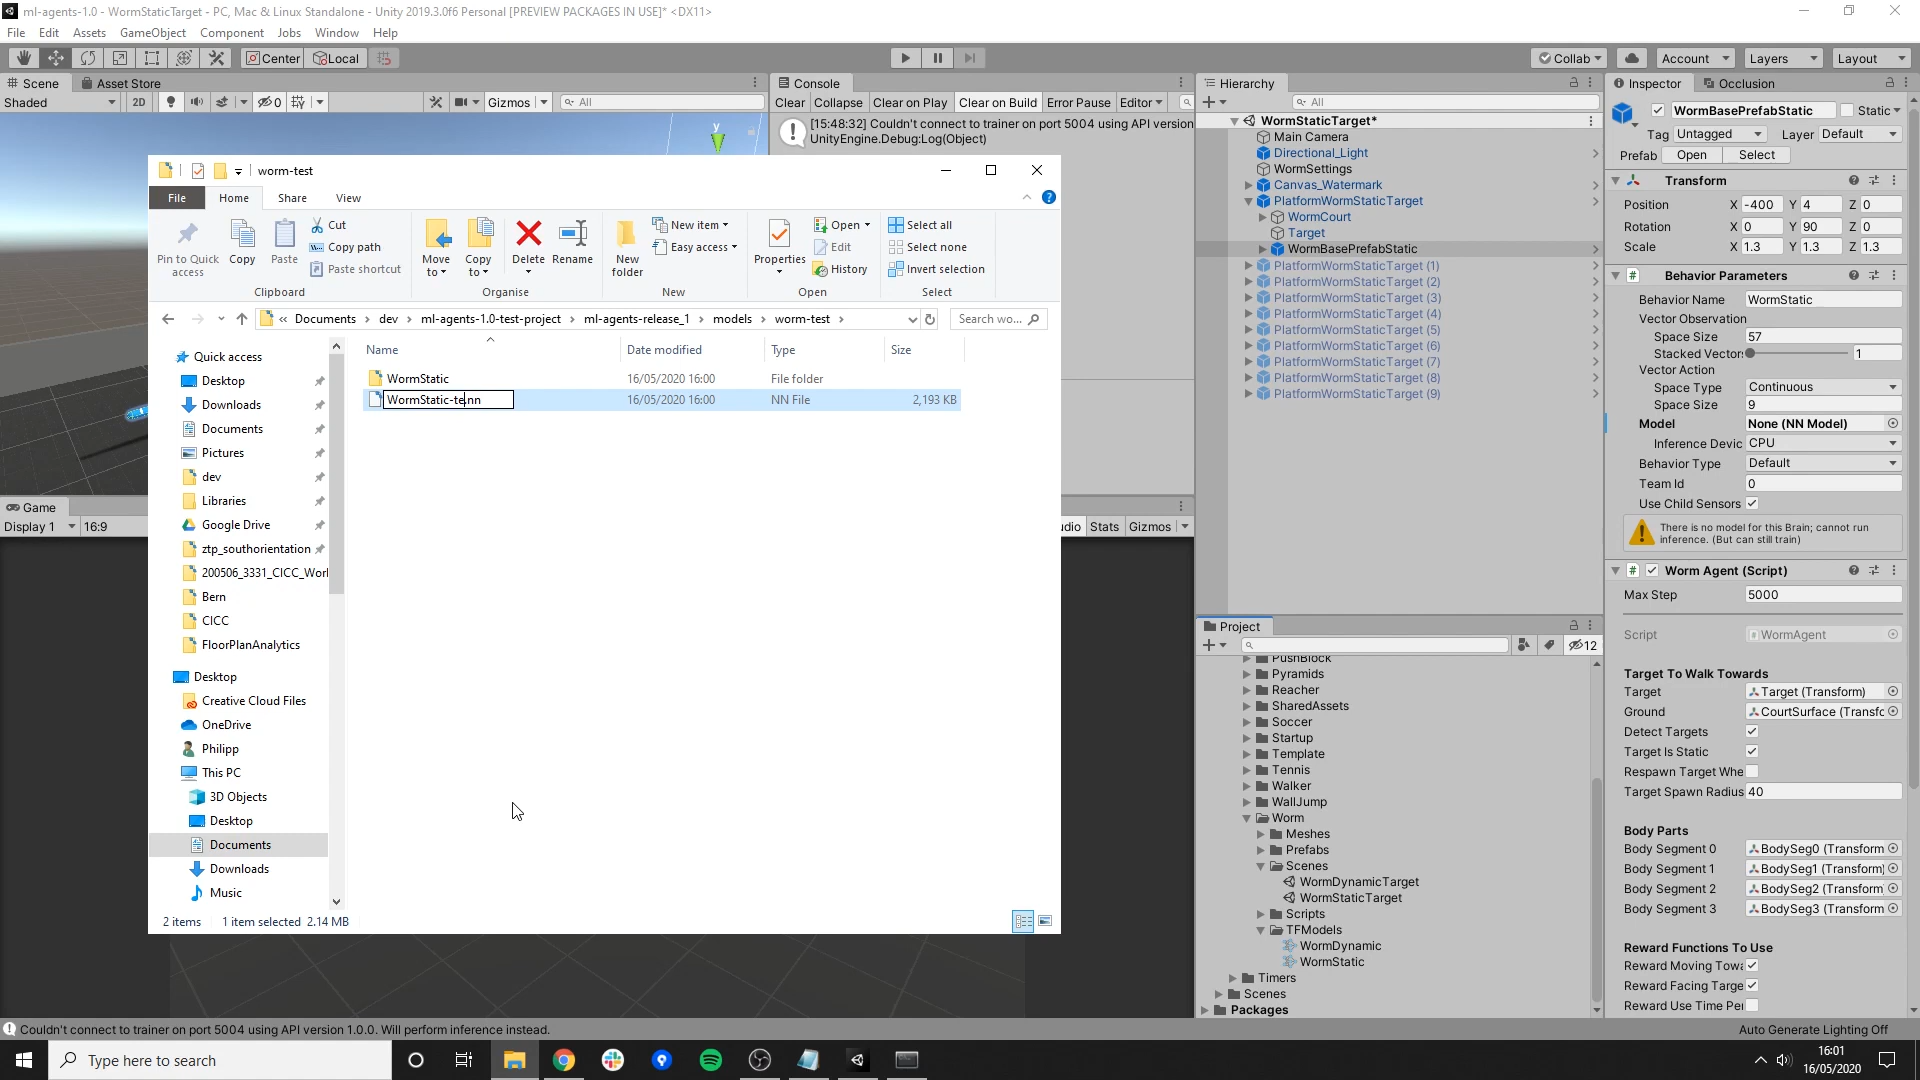 ml-agents-1.0 - WormStaticTarget - PC, Mac & Linux Standalone - Unity 2019.3.0f6 Personal [PREVIEW PACKAGES IN USE]* <DX11>
File Edit Assets GameObject Component Jobs Window Help
Center Local Collab Account Layers Layout
Scene Asset Store
Shaded 2D 0 Gizmos All
y
Console
Clear Collapse Clear on Play Clear on Build Error Pause Editor
[15:48:32] Couldn't connect to trainer on port 5004 using API version
UnityEngine.Debug:Log(Object)
Game
Display 1 16:9
udio Stats Gizmos
worm-test
File Home Share View
Pin to Quick access
Copy
Paste
Cut
Copy path
Paste shortcut
Clipboard
Move to
Copy to
Delete
Rename
Organise
New folder
New item
Easy access
New
Properties
Open
Edit
History
Open
Select all
Select none
Invert selection
Select
« Documents > dev > ml-agents-1.0-test-project > ml-agents-release_1 > models > worm-test >
Search wo...
Name Date modified Type Size
WormStatic 16/05/2020 16:00 File folder
WormStatic-te.nn 16/05/2020 16:00 NN File 2,193 KB
Quick access
Desktop
Downloads
Documents
Pictures
dev
Libraries
Google Drive
ztp_southorientation
200506_3331_CICC_Worl
Bern
CICC
FloorPlanAnalytics
Desktop
Creative Cloud Files
OneDrive
Philipp
This PC
3D Objects
Desktop
Documents
Downloads
Music
2 items 1 item selected 2.14 MB
Hierarchy
All
WormStaticTarget*
Main Camera
Directional_Light
WormSettings
Canvas_Watermark
PlatformWormStaticTarget
WormCourt
Target
WormBasePrefabStatic
PlatformWormStaticTarget (1)
PlatformWormStaticTarget (2)
PlatformWormStaticTarget (3)
PlatformWormStaticTarget (4)
PlatformWormStaticTarget (5)
PlatformWormStaticTarget (6)
PlatformWormStaticTarget (7)
PlatformWormStaticTarget (8)
PlatformWormStaticTarget (9)
Project
12
PushBlock
Pyramids
Reacher
SharedAssets
Soccer
Startup
Template
Tennis
Walker
WallJump
Worm
Meshes
Prefabs
Scenes
WormDynamicTarget
WormStaticTarget
Scripts
TFModels
WormDynamic
WormStatic
Timers
Scenes
Packages
Inspector Occlusion
WormBasePrefabStatic Static
Tag Untagged Layer Default
Prefab Open Select
Transform
Position X -400 Y 4 Z 0
Rotation X 0 Y 90 Z 0
Scale X 1.3 Y 1.3 Z 1.3
Behavior Parameters
Behavior Name WormStatic
Vector Observation
Space Size 57
Stacked Vectors 1
Vector Action
Space Type Continuous
Space Size 9
Model None (NN Model)
Inference Devic CPU
Behavior Type Default
Team Id 0
Use Child Sensors
There is no model for this Brain; cannot run
inference. (But can still train)
Worm Agent (Script)
Max Step 5000
Script WormAgent
Target To Walk Towards
Target Target (Transform)
Ground CourtSurface (Transfo
Detect Targets
Target Is Static
Respawn Target Whe
Target Spawn Radius 40
Body Parts
Body Segment 0 BodySeg0 (Transform
Body Segment 1 BodySeg1 (Transform)
Body Segment 2 BodySeg2 (Transform
Body Segment 3 BodySeg3 (Transform
Reward Functions To Use
Reward Moving Towa
Reward Facing Targe
Reward Use Time Per
Couldn't connect to trainer on port 5004 using API version 1.0.0. Will perform inference instead.
Auto Generate Lighting Off
Type here to search
16:01
16/05/2020